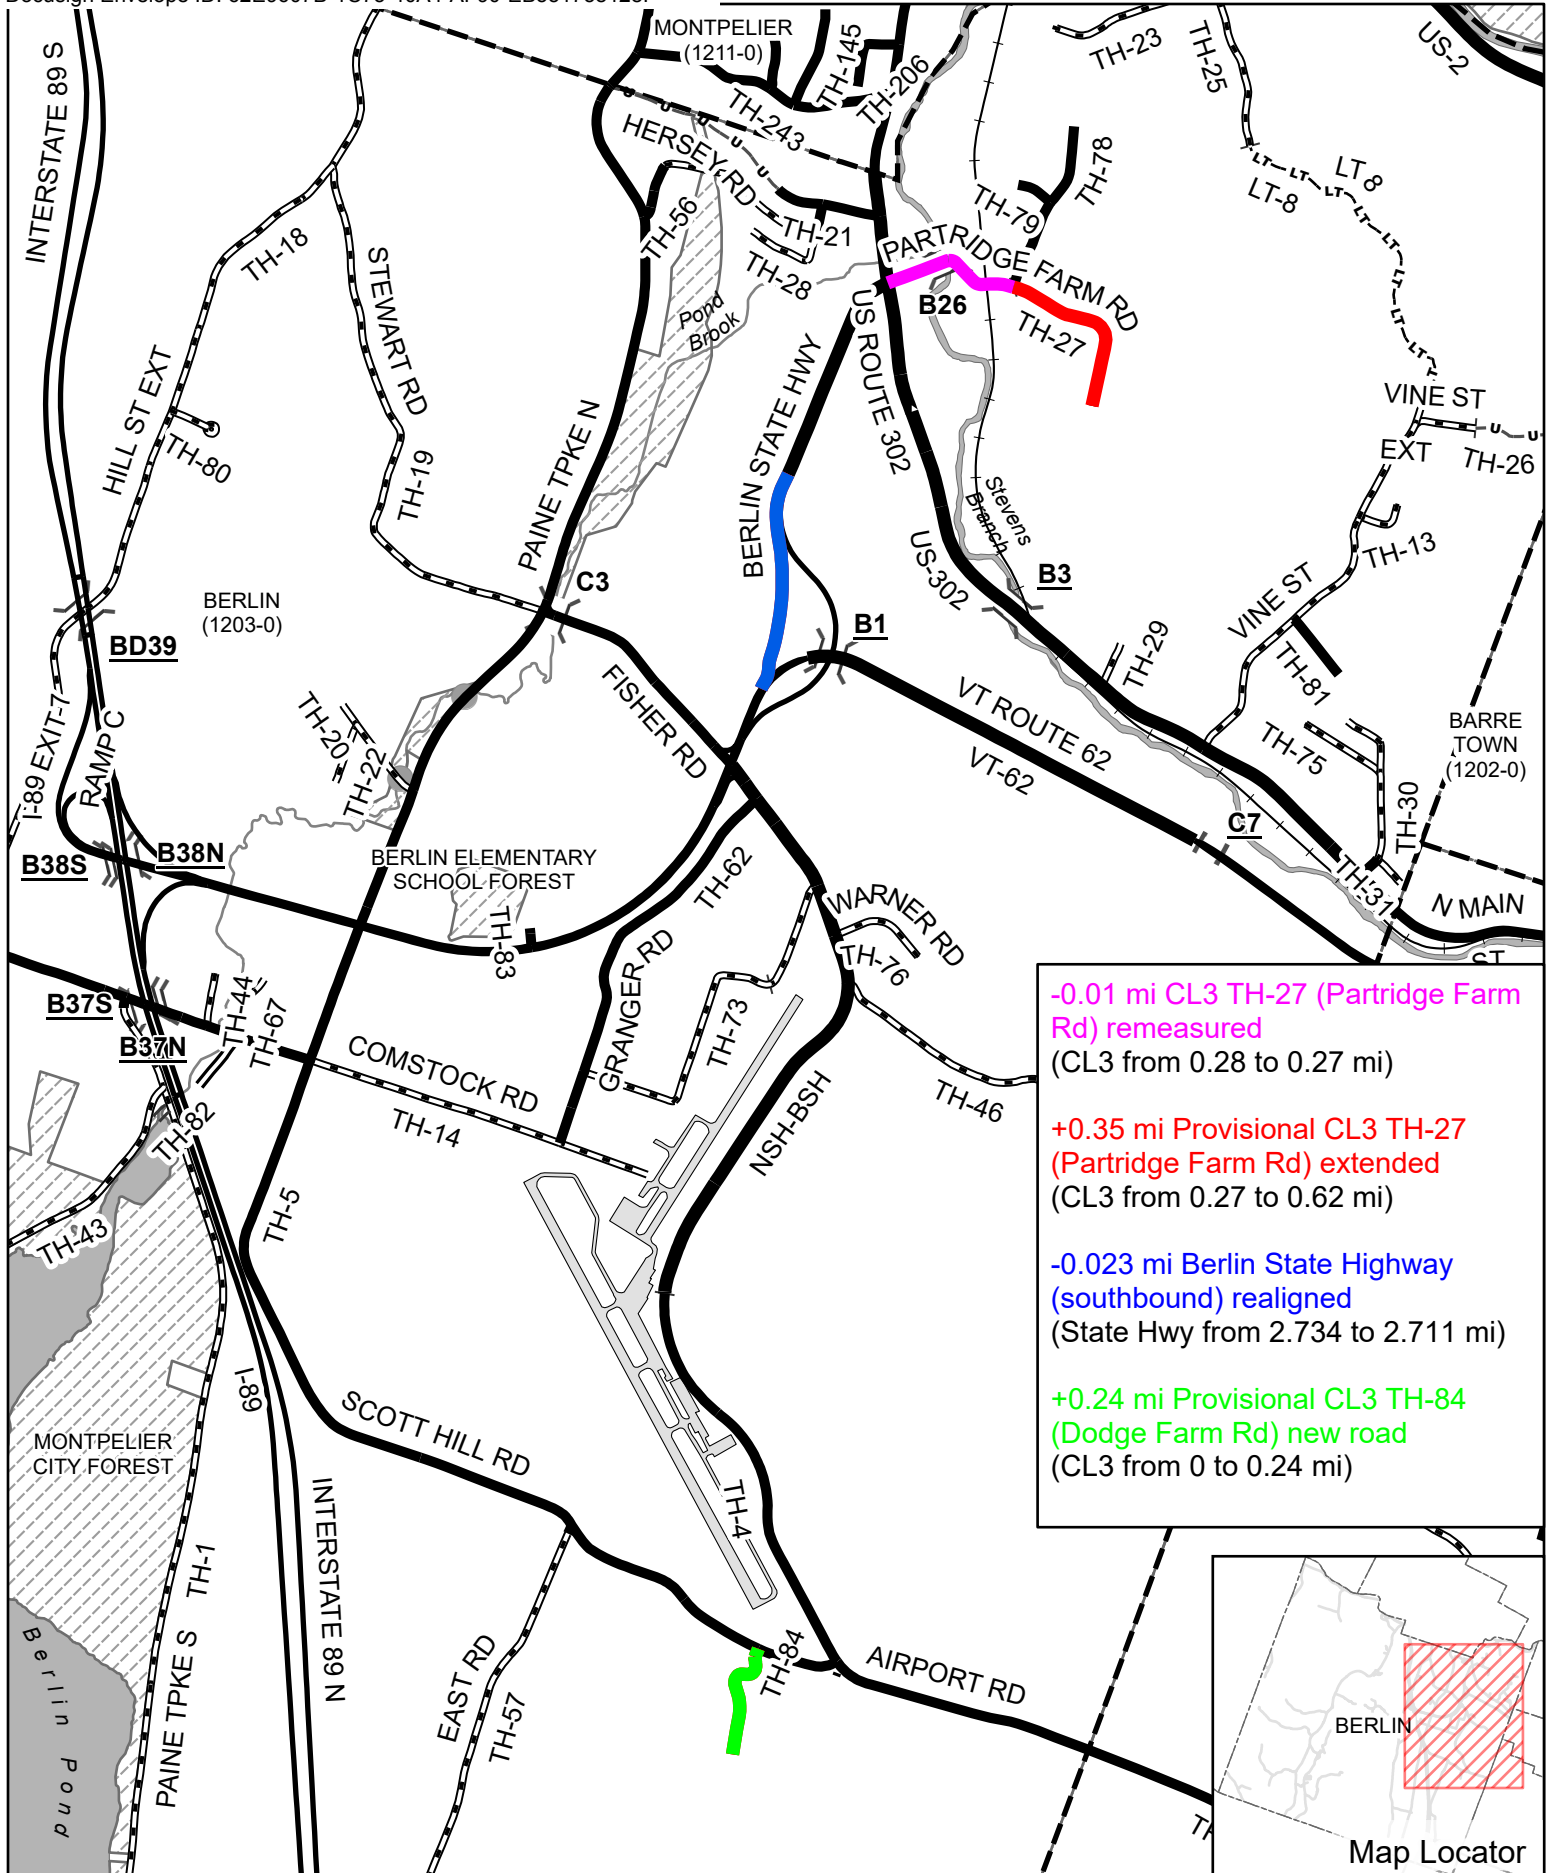 MONTPELIER
(1211-0)
INTERSTATE 89 S
TH-145
TH-206
TH-23
TH-25
US-2
TH-243
HERSEY RD
TH-78
LT
LT
LT
LT
LT
LT
LT
LT 8
LT-8
TH-18
TH-56
TH-21
TH-79
TH-28
PARTRIDGE FARM RD
STEWART RD
Pond
Brook
B26
TH-27
US ROUTE 302
BERLIN STATE HWY
HILL ST EXT
TH-80
TH-19
PAINE TPKE N
VINE ST
EXT
TH-26
Stevens
Branch
TH-13
US-302
B3
C3
BERLIN
(1203-0)
BD39
B1
VINE ST
TH-29
TH-81
FISHER RD
VT ROUTE 62
VT-62
TH-20
TH-22
I-89 EXIT-7
RAMP C
TH-75
BARRE
TOWN
(1202-0)
TH-30
C7
B38S
B38N
BERLIN ELEMENTARY
SCHOOL FOREST
TH-62
TH-31
N MAIN
ST
TH-83
WARNER RD
TH-76
GRANGER RD
B37S
B37N
TH-44
TH-67
TH-73
COMSTOCK RD
TH-14
TH-46
NSH-BSH
TH-82
TH-43
TH-5
-0.01 mi CL3 TH-27 (Partridge Farm
Rd) remeasured
(CL3 from 0.28 to 0.27 mi)
+0.35 mi Provisional CL3 TH-27
(Partridge Farm Rd) extended
(CL3 from 0.27 to 0.62 mi)
-0.023 mi Berlin State Highway
(southbound) realigned
(State Hwy from 2.734 to 2.711 mi)
+0.24 mi Provisional CL3 TH-84
(Dodge Farm Rd) new road
(CL3 from 0 to 0.24 mi)
I-89
SCOTT HILL RD
MONTPELIER
CITY FOREST
INTERSTATE 89 N
TH-4
TH-1
PAINE TPKE S
Berlin Pond
EAST RD
TH-57
TH-84
AIRPORT RD
BERLIN
Map Locator